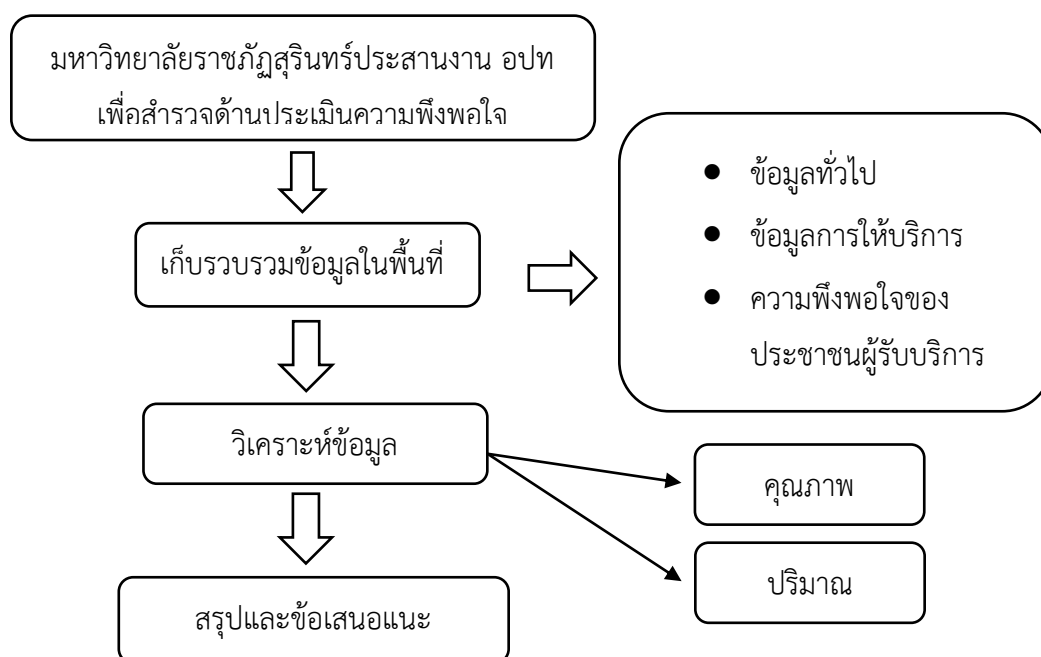 มหาวิทยาลัยราชภัฏสุรินทร์ประสานงาน อปท
เพื่อสำรวจด้านประเมินความพึงพอใจ
เก็บรวบรวมข้อมูลในพื้นที่
● ข้อมูลทั่วไป
● ข้อมูลการให้บริการ
● ความพึงพอใจของ
ประชาชนผู้รับบริการ
วิเคราะห์ข้อมูล
คุณภาพ
ปริมาณ
สรุปและข้อเสนอแนะ